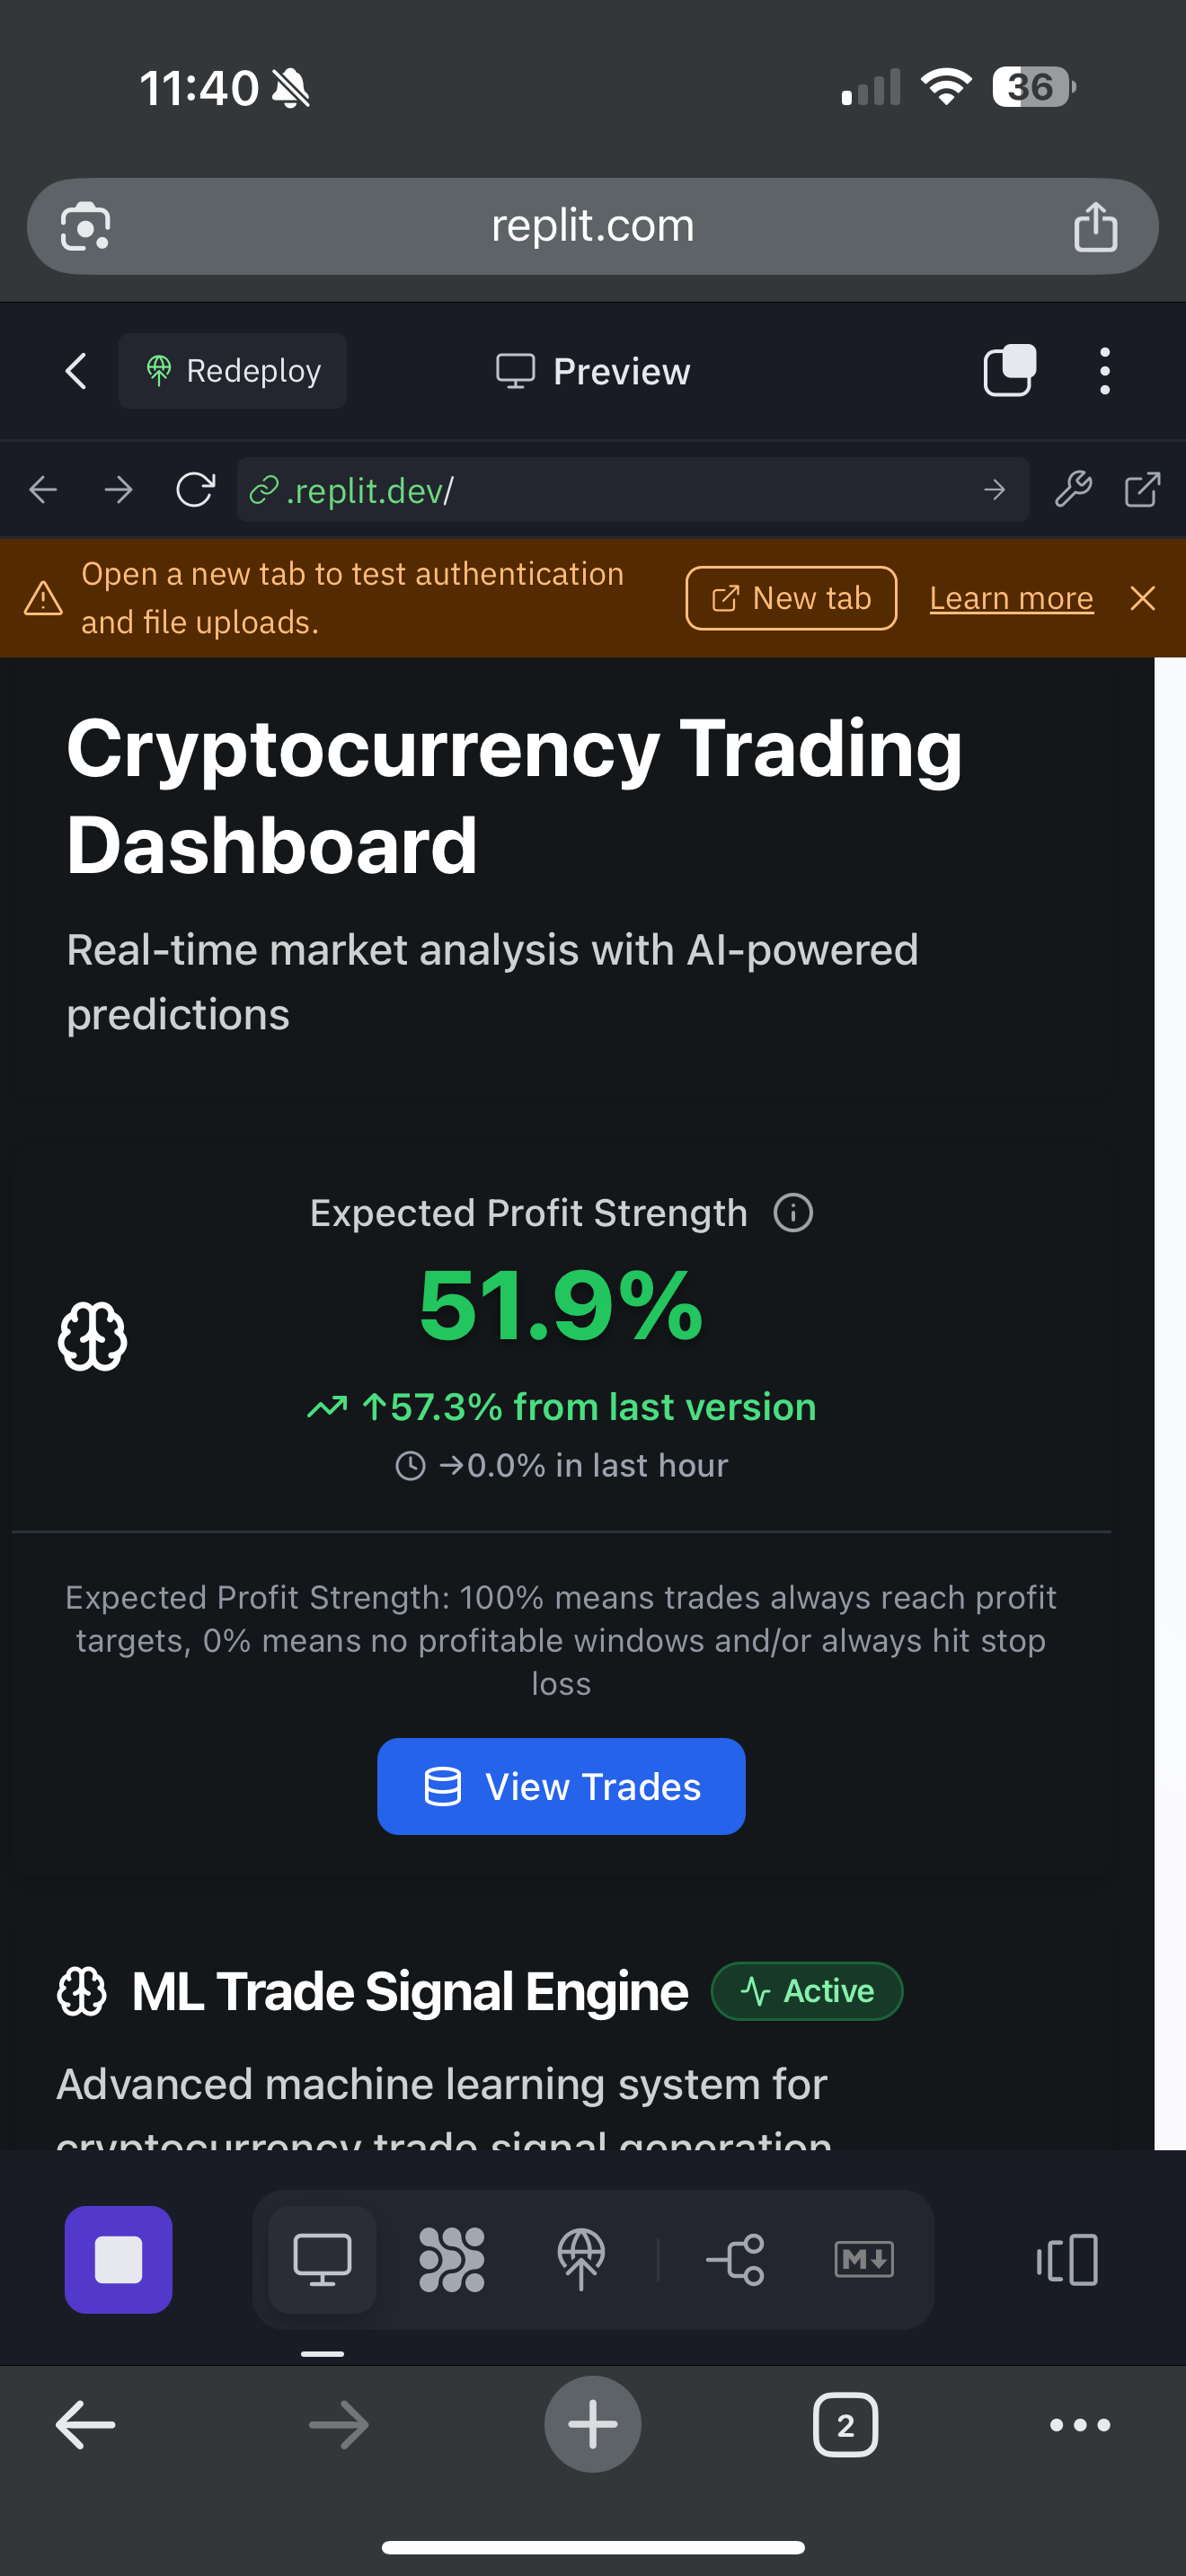 11:40
36
replit.com
Redeploy
Preview
.replit.dev/
Open a new tab to test authentication
and file uploads.
New tab
Learn more
Cryptocurrency Trading
Dashboard
Real-time market analysis with AI-powered
predictions
Expected Profit Strength
51.9%
↑57.3% from last version
→0.0% in last hour
Expected Profit Strength: 100% means trades always reach profit
targets, 0% means no profitable windows and/or always hit stop
loss
View Trades
ML Trade Signal Engine
Active
Advanced machine learning system for
cryptocurrency trade signal generation
M↓
2